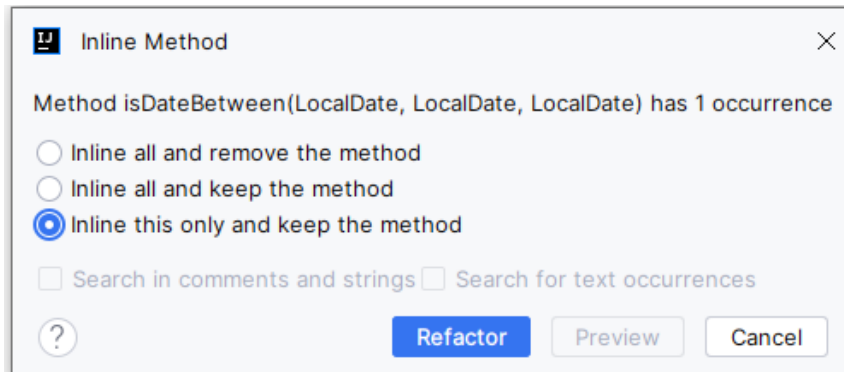 IJ Inline Method
Method isDateBetween(LocalDate, LocalDate, LocalDate) has 1 occurrence
Inline all and remove the method
Inline all and keep the method
Inline this only and keep the method
Search in comments and strings Search for text occurrences
? Refactor Preview Cancel